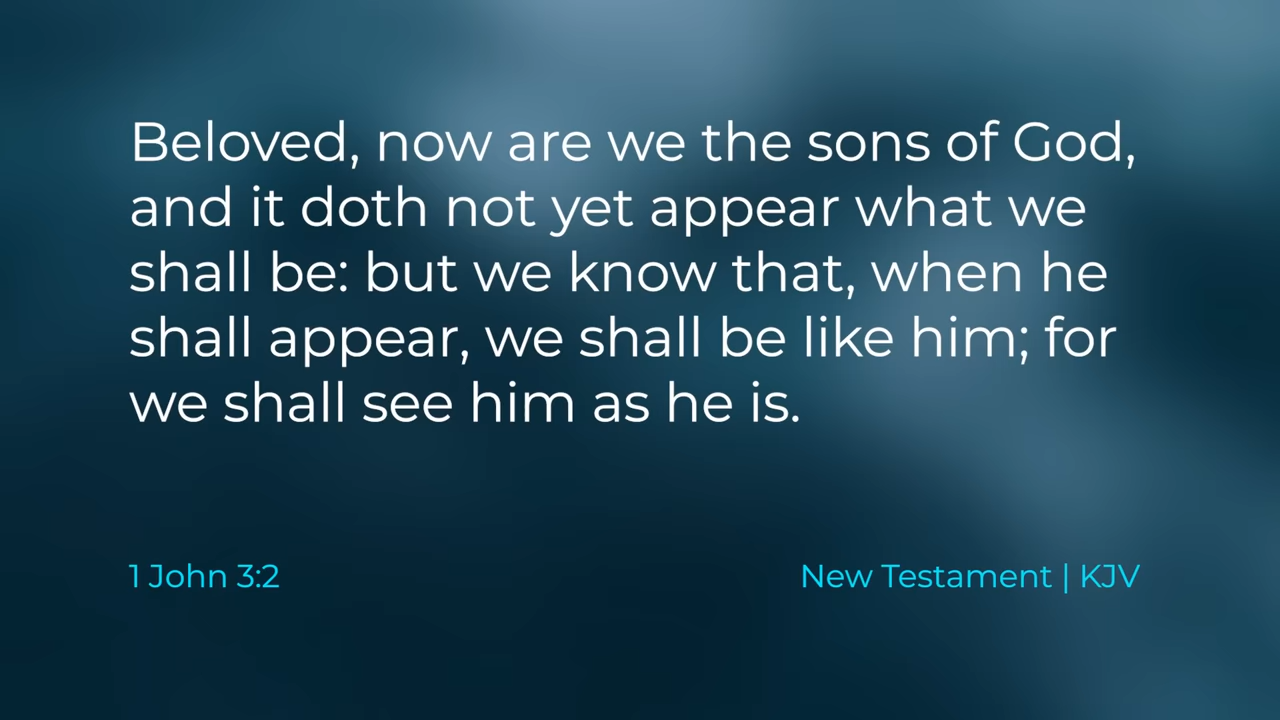 Beloved, now are we the sons of God,
and it doth not yet appear what we
shall be: but we know that, when he
shall appear, we shall be like him; for
we shall see him as he is.
1 John 3:2
New Testament | KJV